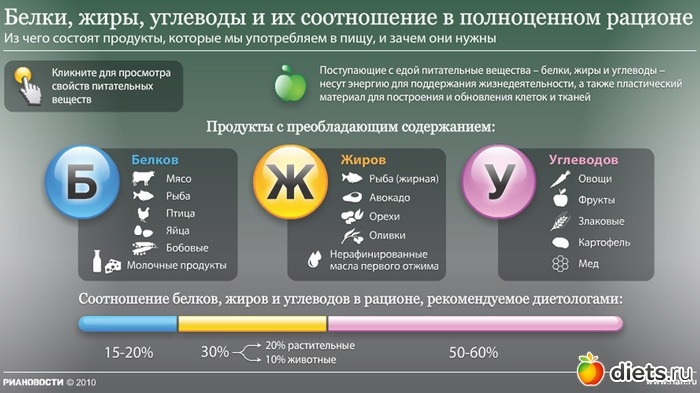 Белки, жиры, углеводы и их соотношение в полноценном рационе
Из чего состоят продукты, которые мы употребляем в пищу, и зачем они нужны
Кликните для просмотра
свойств питательных
веществ
Поступающие с едой питательные вещества – белки, жиры и углеводы –
несут энергию для поддержания жизнедеятельности, а также пластический
материал для построения и обновления клеток и тканей
Продукты с преобладающим содержанием:
Б
Белков
Мясо
Рыба
Птица
Яйца
Бобовые
Молочные продукты
Ж
Жиров
Рыба (жирная)
Авокадо
Орехи
Оливки
Нерафинированные
масла первого отжима
У
Углеводов
Овощи
Фрукты
Злаковые
Картофель
Мед
Соотношение белков, жиров и углеводов в рационе, рекомендуемое диетологами:
15-20%
30%
20% растительные
10% животные
50-60%
РИАНОВОСТИ © 2010
diets.ru